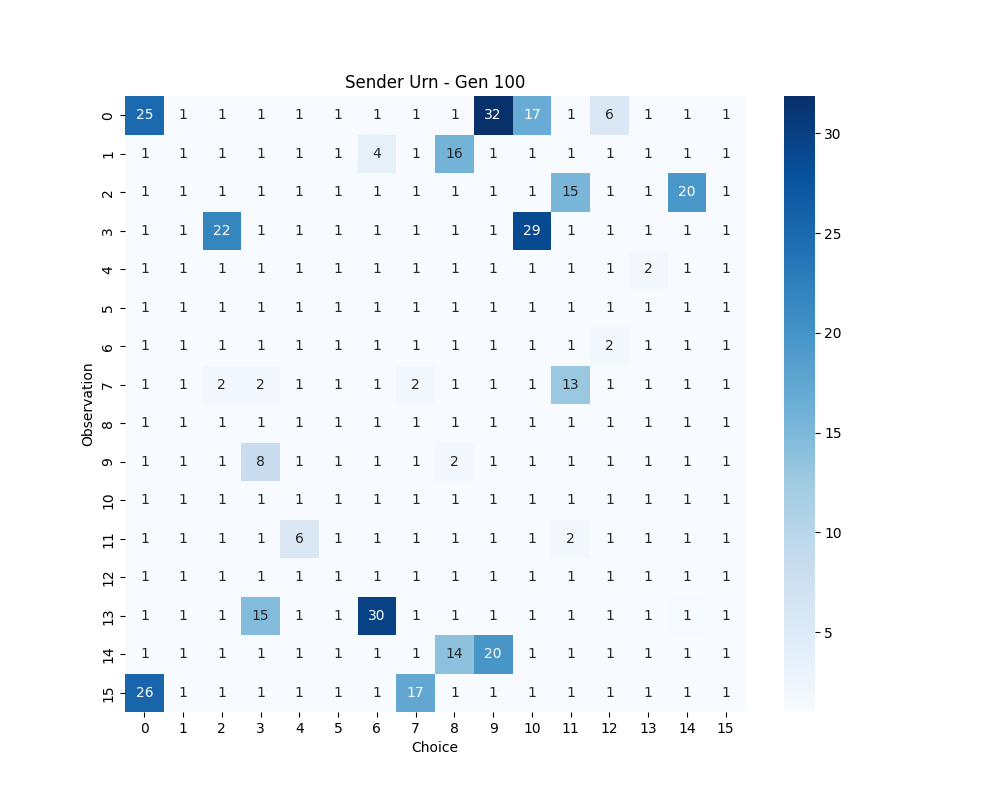 Sender Urn - Gen 100
0 25 1 1 1 1 1 1 1 1 32 17 1 6 1 1 1
1 1 1 1 1 1 1 4 1 16 1 1 1 1 1 1 1
2 1 1 1 1 1 1 1 1 1 1 1 15 1 1 20 1
3 1 1 22 1 1 1 1 1 1 1 29 1 1 1 1 1
4 1 1 1 1 1 1 1 1 1 1 1 1 1 2 1 1
5 1 1 1 1 1 1 1 1 1 1 1 1 1 1 1 1
6 1 1 1 1 1 1 1 1 1 1 1 1 2 1 1 1
7 1 1 2 2 1 1 1 2 1 1 1 13 1 1 1 1
8 1 1 1 1 1 1 1 1 1 1 1 1 1 1 1 1
9 1 1 1 8 1 1 1 1 2 1 1 1 1 1 1 1
10 1 1 1 1 1 1 1 1 1 1 1 1 1 1 1 1
11 1 1 1 1 6 1 1 1 1 1 1 2 1 1 1 1
12 1 1 1 1 1 1 1 1 1 1 1 1 1 1 1 1
13 1 1 1 15 1 1 30 1 1 1 1 1 1 1 1 1
14 1 1 1 1 1 1 1 1 14 20 1 1 1 1 1 1
15 26 1 1 1 1 1 1 17 1 1 1 1 1 1 1 1
0 1 2 3 4 5 6 7 8 9 10 11 12 13 14 15
Choice
Observation
30
25
20
15
10
5